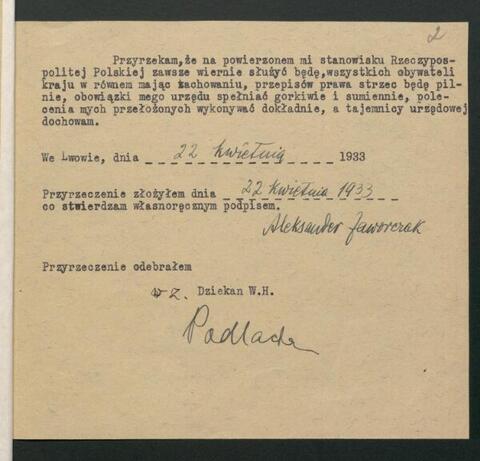 2
Przyrzekam,że na powierzonem mi stanowisku Rzeczypos-
politej Polskiej zawsze wiernie służyć będę,wszystkich obywateli
kraju w równem mając zachowaniu, przepisów prawa strzec będę pil-
nie, obowiązki mego urzędu spełniać gorkiwie i sumiennie, pole-
cenia mych przełożonych wykonywać dokładnie, a tajemnicy urzędowej
dochowam.
We Lwowie, dnia 22 kwietnia 1933
Przyrzeczenie złożyłem dnia 22 kwietnia 1933
co stwierdzam własnoręcznym podpisem.
Aleksander Jaworczak
Przyrzeczenie odebrałem
w z. Dziekan W.H.
Podlacha